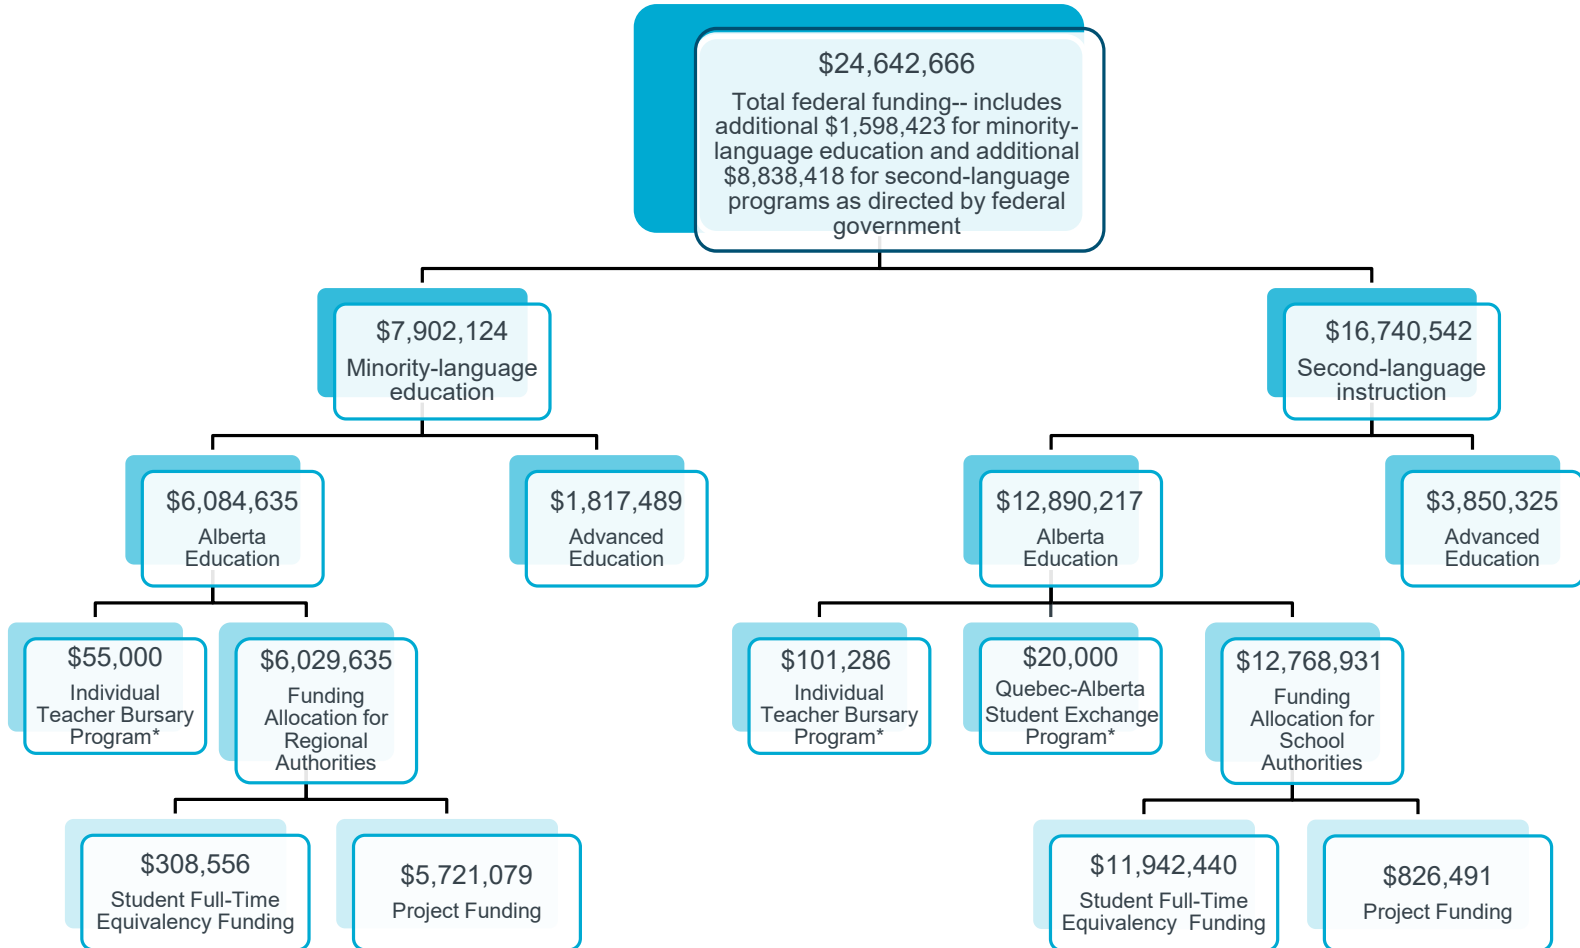 $24,642,666
Total federal funding-- includes
additional $1,598,423 for minority-
language education and additional
$8,838,418 for second-language
programs as directed by federal
government
$7,902,124
Minority-language
education
$16,740,542
Second-language
instruction
$6,084,635
Alberta
Education
$1,817,489
Advanced
Education
$12,890,217
Alberta
Education
$3,850,325
Advanced
Education
$55,000
Individual
Teacher Bursary
Program*
$6,029,635
Funding
Allocation for
Regional
Authorities
$101,286
Individual
Teacher Bursary
Program*
$20,000
Quebec-Alberta
Student Exchange
Program*
$12,768,931
Funding
Allocation for
School
Authorities
$308,556
Student Full-Time
Equivalency Funding
$5,721,079
Project Funding
$11,942,440
Student Full-Time
Equivalency Funding
$826,491
Project Funding